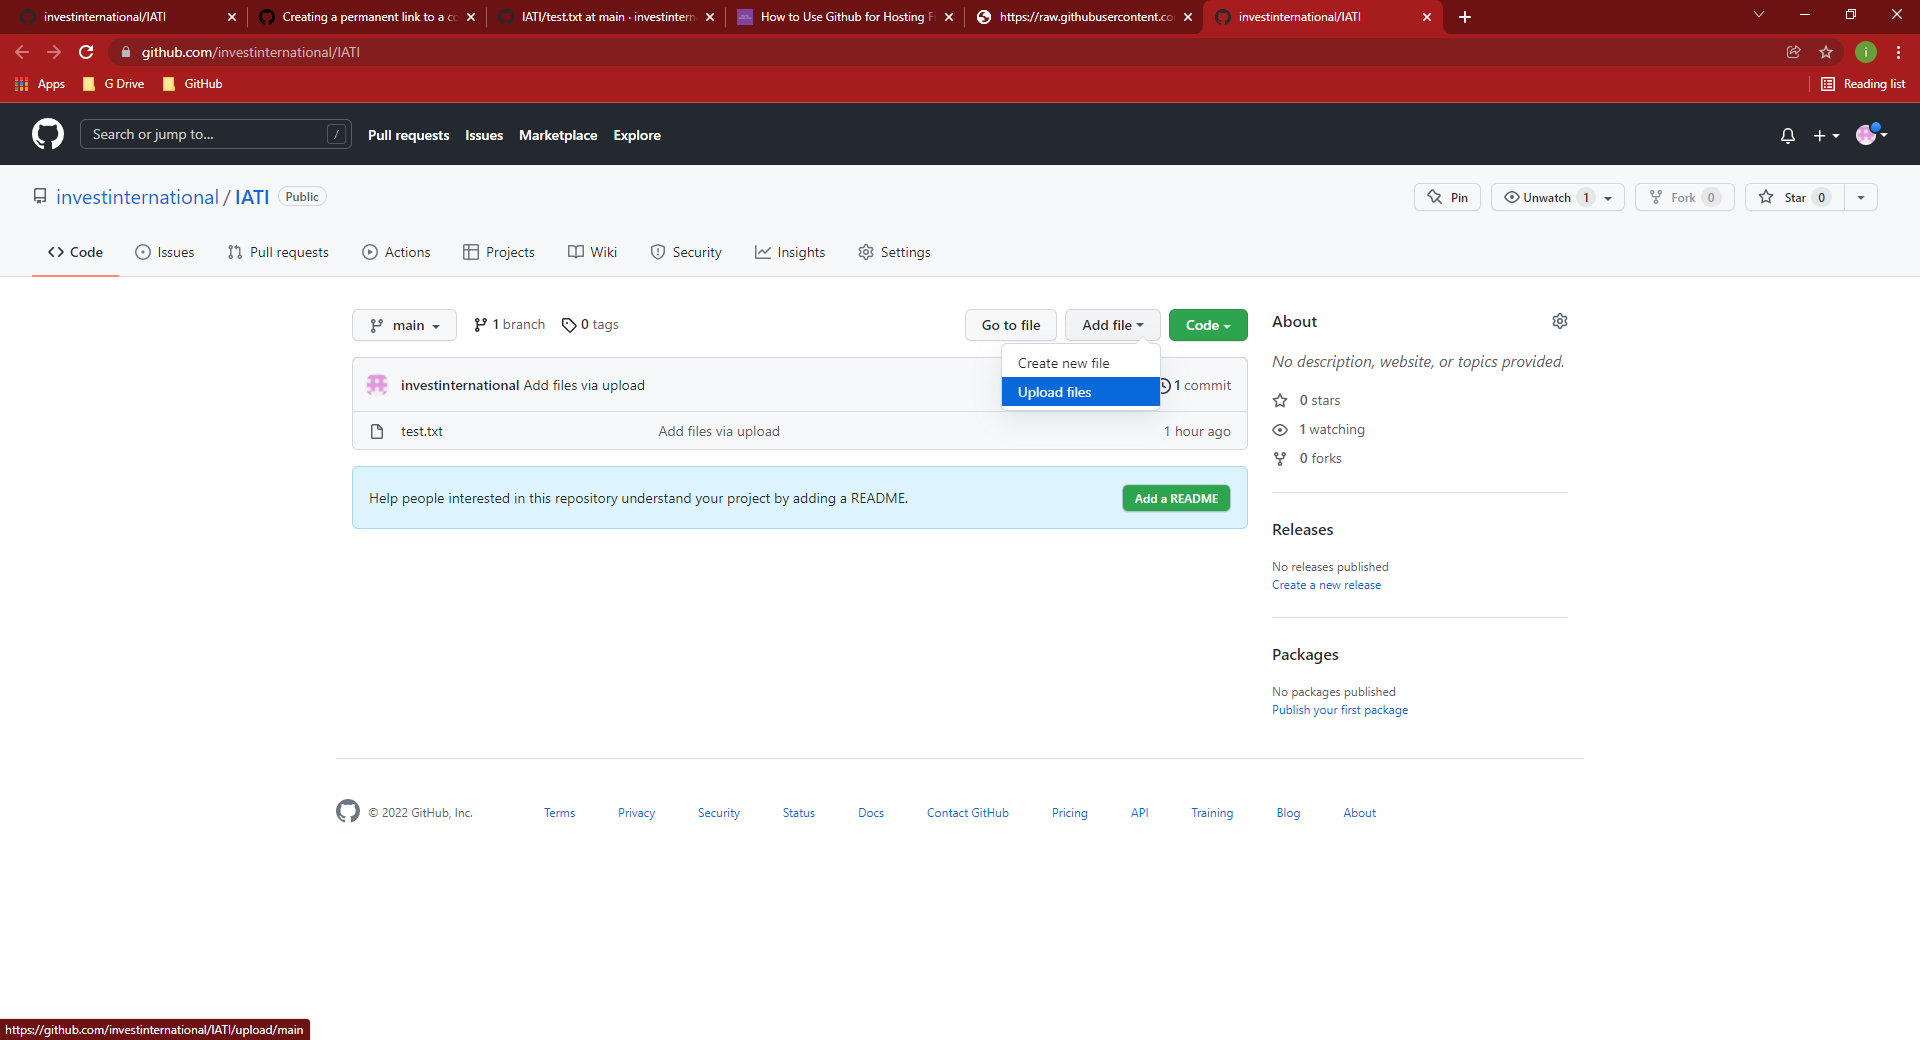 investinternational/IATI
Creating a permanent link to a co
IATI/test.txt at main · investintern
How to Use Github for Hosting Fi
https://raw.githubusercontent.co
investinternational/IATI
github.com/investinternational/IATI
i
Apps
G Drive
GitHub
Reading list
Search or jump to...
/
Pull requests
Issues
Marketplace
Explore
investinternational / IATI
Public
Pin
Unwatch 1
Fork 0
Star 0
Code
Issues
Pull requests
Actions
Projects
Wiki
Security
Insights
Settings
main
1 branch
0 tags
Go to file
Add file
Code
Create new file
Upload files
investinternational Add files via upload
1 commit
test.txt
Add files via upload
1 hour ago
Help people interested in this repository understand your project by adding a README.
Add a README
About
No description, website, or topics provided.
0 stars
1 watching
0 forks
Releases
No releases published
Create a new release
Packages
No packages published
Publish your first package
© 2022 GitHub, Inc.
Terms
Privacy
Security
Status
Docs
Contact GitHub
Pricing
API
Training
Blog
About
https://github.com/investinternational/IATI/upload/main